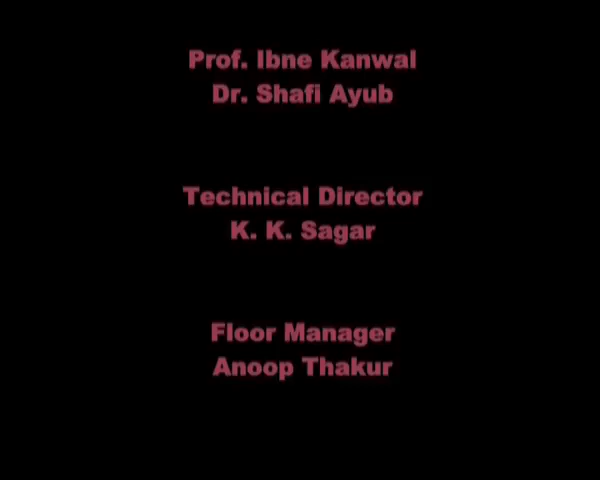 Prof. Ibne Kanwal
Dr. Shafi Ayub
Technical Director
K. K. Sagar
Floor Manager
Anoop Thakur